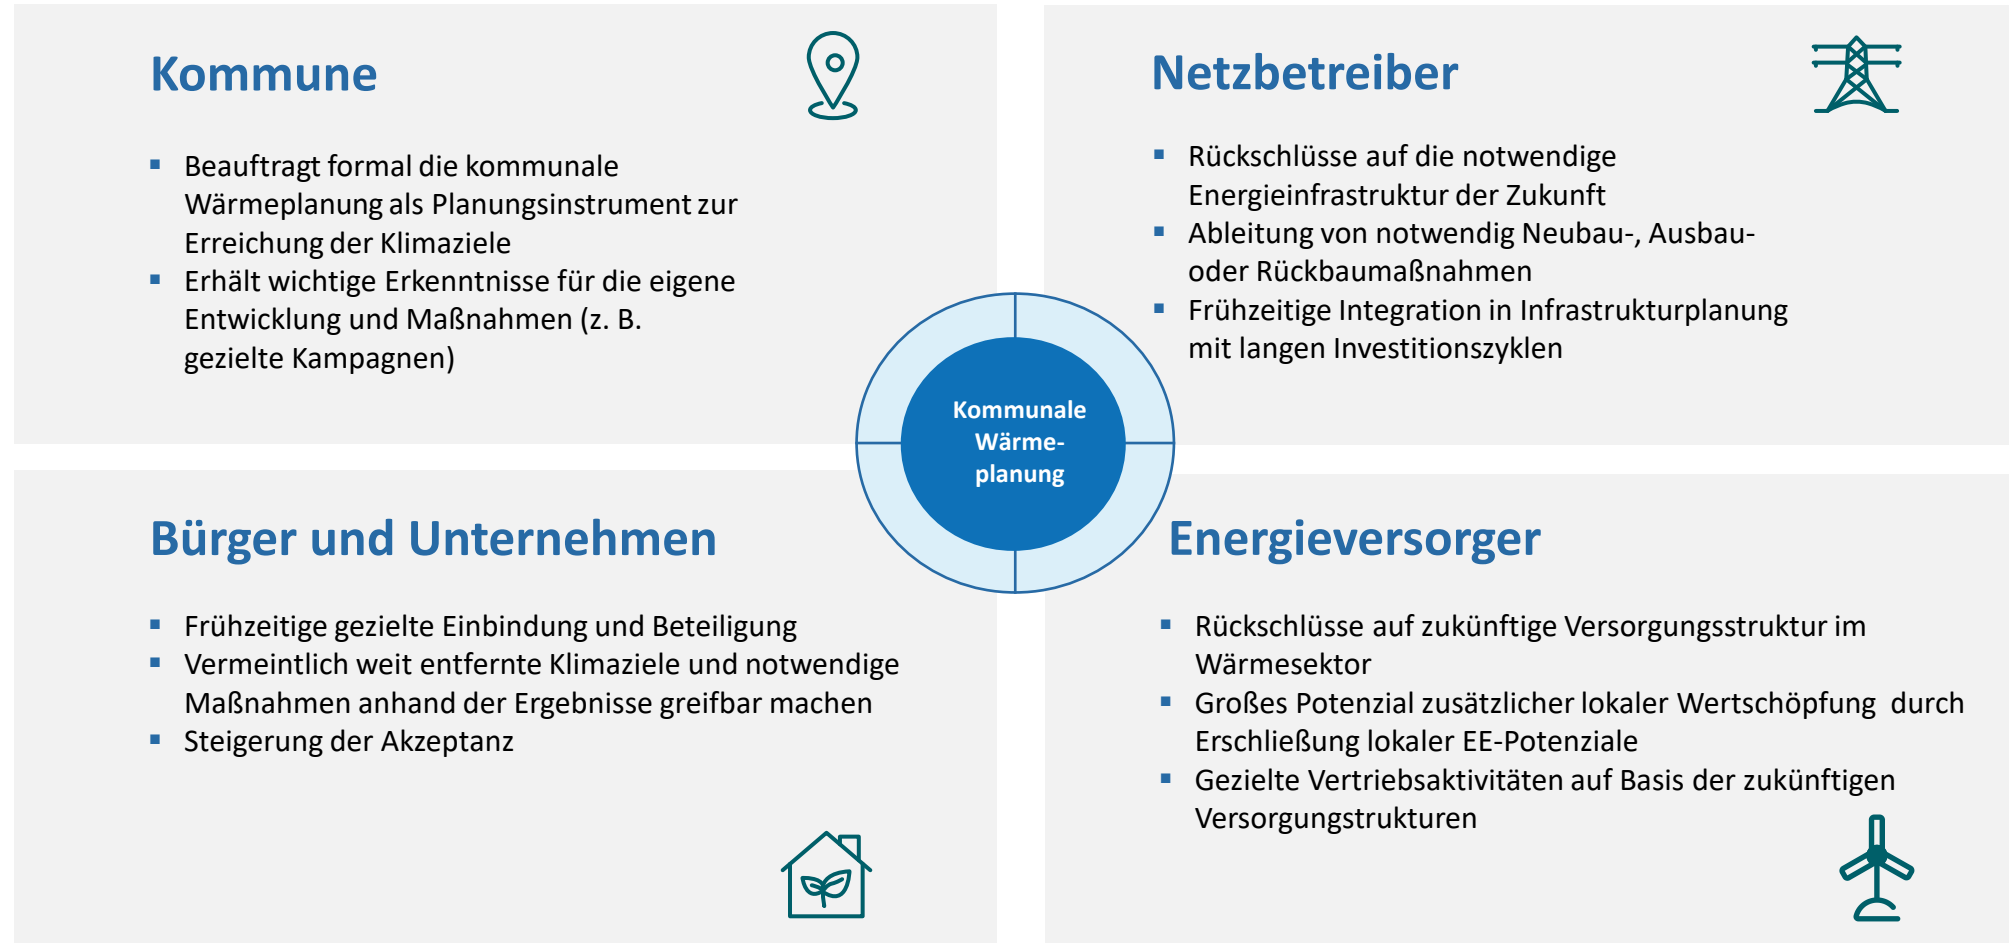 Kommune
▪ Beauftragt formal die kommunale
Wärmeplanung als Planungsinstrument zur
Erreichung der Klimaziele
▪ Erhält wichtige Erkenntnisse für die eigene
Entwicklung und Maßnahmen (z. B.
gezielte Kampagnen)
Netzbetreiber
▪ Rückschlüsse auf die notwendige
Energieinfrastruktur der Zukunft
▪ Ableitung von notwendig Neubau-, Ausbau-
oder Rückbaumaßnahmen
▪ Frühzeitige Integration in Infrastrukturplanung
mit langen Investitionszyklen
Kommunale
Wärme-
planung
Bürger und Unternehmen
▪ Frühzeitige gezielte Einbindung und Beteiligung
▪ Vermeintlich weit entfernte Klimaziele und notwendige
Maßnahmen anhand der Ergebnisse greifbar machen
▪ Steigerung der Akzeptanz
Energieversorger
▪ Rückschlüsse auf zukünftige Versorgungsstruktur im
Wärmesektor
▪ Großes Potenzial zusätzlicher lokaler Wertschöpfung durch
Erschließung lokaler EE-Potenziale
▪ Gezielte Vertriebsaktivitäten auf Basis der zukünftigen
Versorgungstrukturen